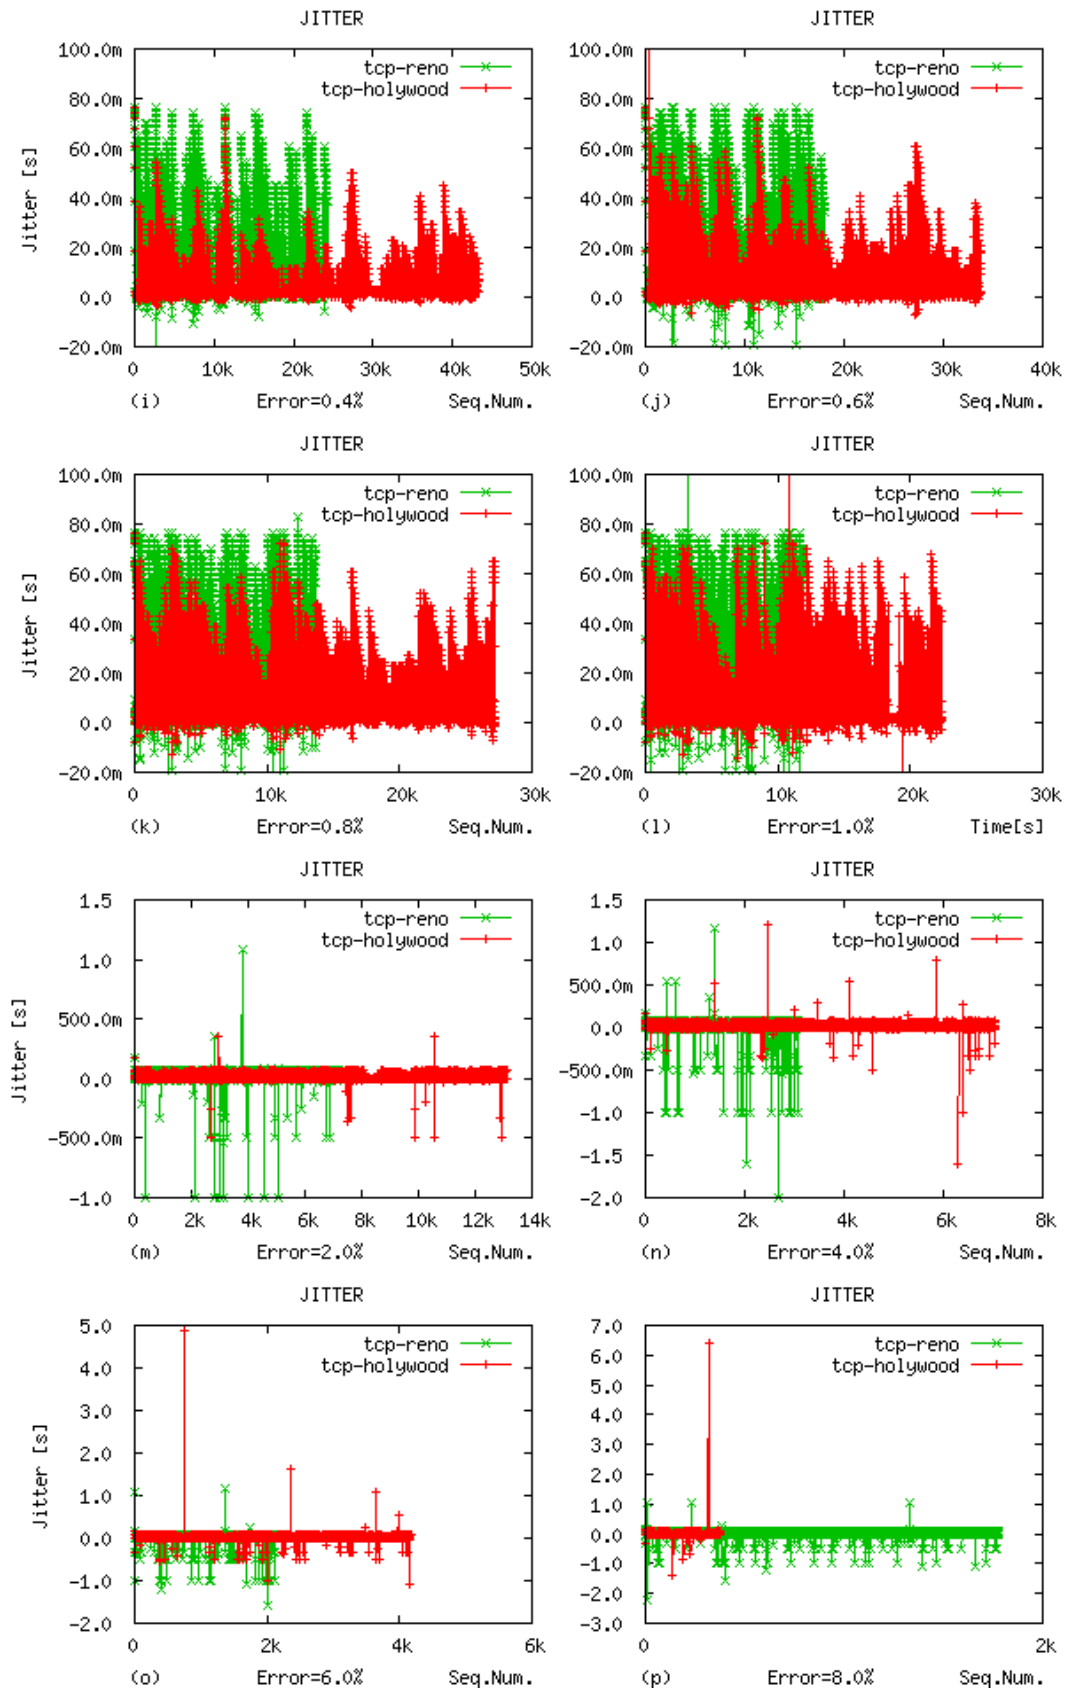 JITTER JITTER
100.0m 100.0m
tcp-reno tcp-reno
tcp-holywood tcp-holywood
80.0m 80.0m
60.0m 60.0m
Jitter [s]
40.0m 40.0m
20.0m 20.0m
0.0 0.0
-20.0m -20.0m
0 10k 20k 30k 40k 50k 0 10k 20k 30k 40k
(i) Error=0.4% Seq.Num. (j) Error=0.6% Seq.Num.
JITTER JITTER
100.0m 100.0m
tcp-reno tcp-reno
tcp-holywood tcp-holywood
80.0m 80.0m
60.0m 60.0m
Jitter [s]
40.0m 40.0m
20.0m 20.0m
0.0 0.0
-20.0m -20.0m
0 10k 20k 30k 0 10k 20k 30k
(k) Error=0.8% Seq.Num. (l) Error=1.0% Time[s]
JITTER JITTER
1.5 1.5
tcp-reno tcp-reno
tcp-holywood tcp-holywood
1.0 1.0
500.0m 500.0m
Jitter [s]
0.0 0.0
-500.0m -500.0m
-1.0 -1.0
-1.5
-2.0
0 2k 4k 6k 8k 10k 12k 14k 0 2k 4k 6k 8k
(m) Error=2.0% Seq.Num. (n) Error=4.0% Seq.Num.
JITTER JITTER
5.0 7.0
tcp-reno tcp-reno
tcp-holywood tcp-holywood
4.0 6.0
3.0 5.0
2.0 4.0
Jitter [s]
1.0 3.0
0.0 2.0
-1.0 1.0
-2.0 0.0
-1.0
-2.0
-3.0
0 2k 4k 6k 0 2k
(o) Error=6.0% Seq.Num. (p) Error=8.0% Seq.Num.